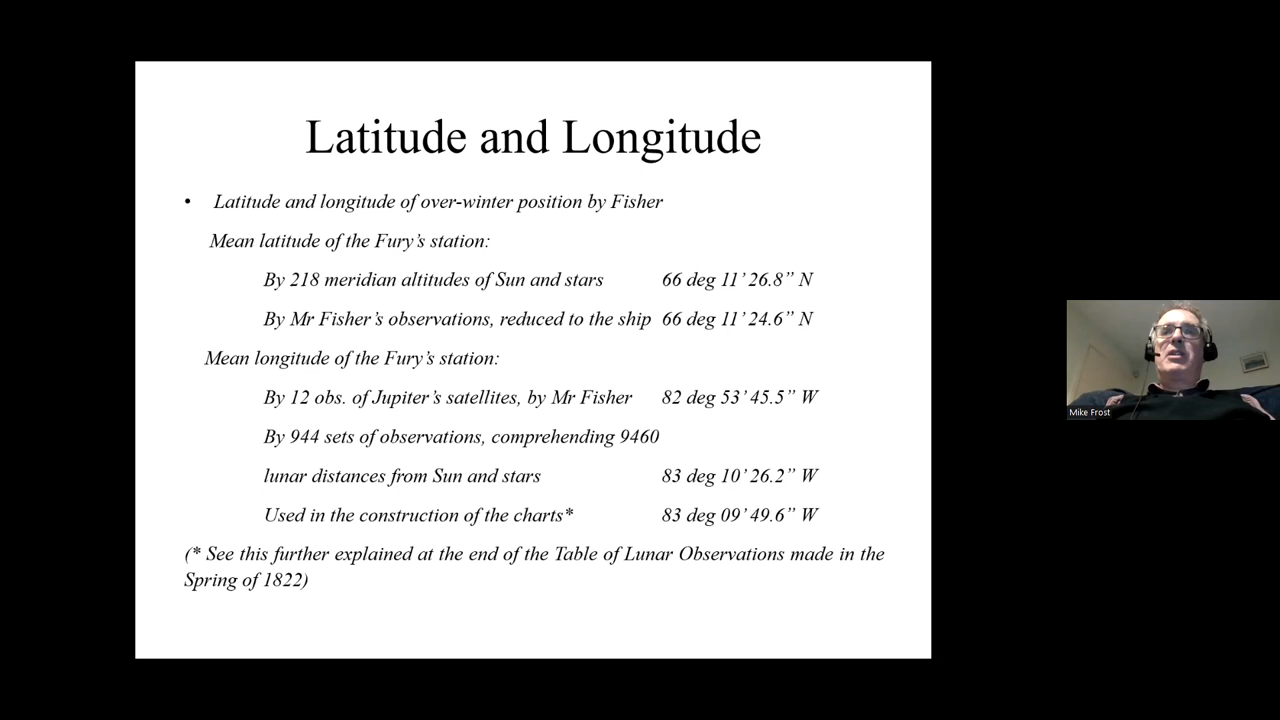 Latitude and Longitude
• Latitude and longitude of over-winter position by Fisher
Mean latitude of the Fury’s station:
By 218 meridian altitudes of Sun and stars 66 deg 11’ 26.8” N
By Mr Fisher’s observations, reduced to the ship 66 deg 11’ 24.6” N
Mean longitude of the Fury’s station:
By 12 obs. of Jupiter’s satellites, by Mr Fisher 82 deg 53’ 45.5” W
By 944 sets of observations, comprehending 9460
lunar distances from Sun and stars 83 deg 10’ 26.2” W
Used in the construction of the charts* 83 deg 09’ 49.6” W
(* See this further explained at the end of the Table of Lunar Observations made in the
Spring of 1822)
Mike Frost